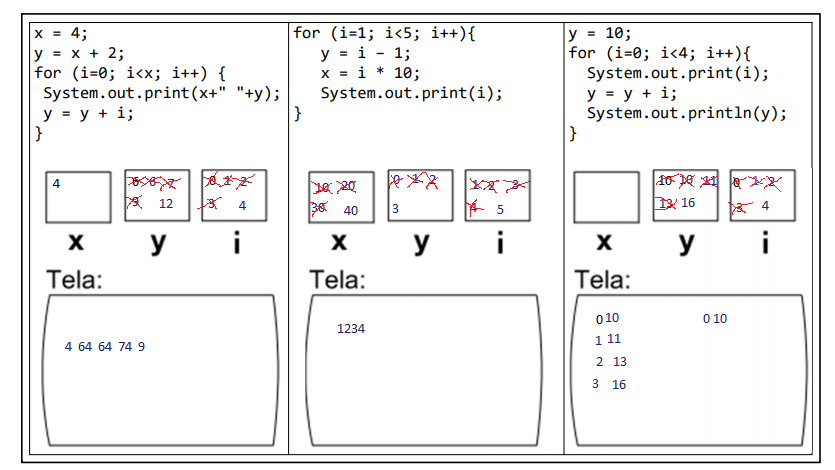 x = 4;
y = x + 2;
for (i=0; i<x; i++) {
System.out.print(x+" "+y);
y = y + i;
}
4
6 6 7
9 12
0 1 2
3 4
x y i
Tela:
4 64 64 74 9
for (i=1; i<5; i++){
y = i – 1;
x = i * 10;
System.out.print(i);
}
10 20
30 40
0 1 2
3
1 2 3
4 5
x y i
Tela:
1234
y = 10;
for (i=0; i<4; i++){
System.out.print(i);
y = y + i;
System.out.println(y);
}
10 10 11
13 16
0 1 2
3 4
x y i
Tela:
0 10 0 10
1 11
2 13
3 16